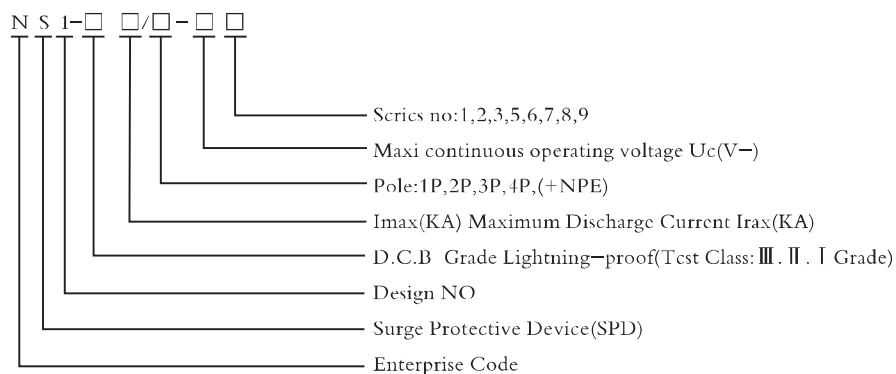 N S 1-□ □/□-□ □
Scrics no:1,2,3,5,6,7,8,9
Maxi continuous operating voltage Uc(V−)
Pole:1P,2P,3P,4P,(+NPE)
Imax(KA) Maximum Discharge Current Irax(KA)
D.C.B Grade Lightning−proof(Tcst Class:Ⅲ.Ⅱ.Ⅰ Grade)
Design NO
Surge Protective Device(SPD)
Enterprise Code